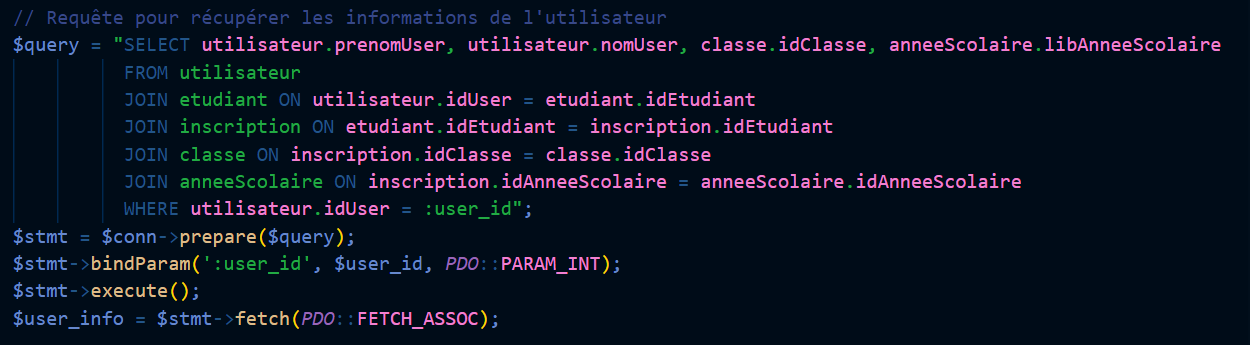 // Requête pour récupérer les informations de l'utilisateur
$query = "SELECT utilisateur.prenomUser, utilisateur.nomUser, classe.idClasse, anneeScolaire.libAnneeScolaire
FROM utilisateur
JOIN etudiant ON utilisateur.idUser = etudiant.idEtudiant
JOIN inscription ON etudiant.idEtudiant = inscription.idEtudiant
JOIN classe ON inscription.idClasse = classe.idClasse
JOIN anneeScolaire ON inscription.idAnneeScolaire = anneeScolaire.idAnneeScolaire
WHERE utilisateur.idUser = :user_id";
$stmt = $conn->prepare($query);
$stmt->bindParam(':user_id', $user_id, PDO::PARAM_INT);
$stmt->execute();
$user_info = $stmt->fetch(PDO::FETCH_ASSOC);